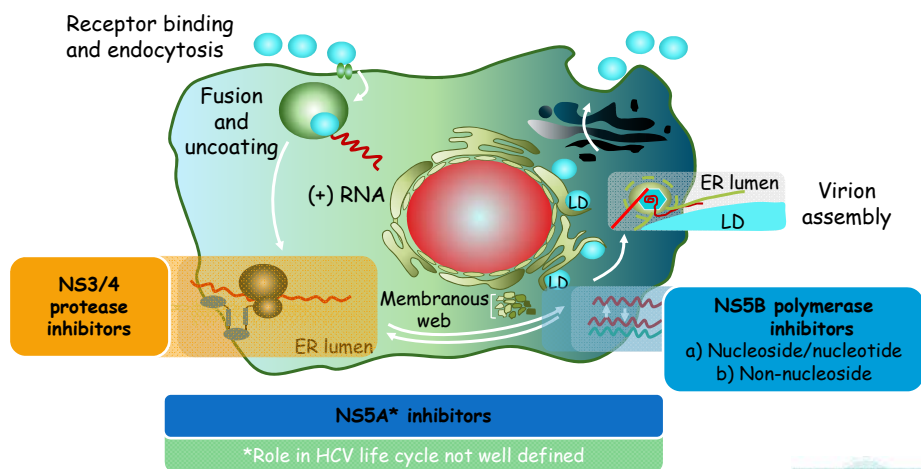 Receptor binding
and endocytosis
Fusion
and
uncoating
(+) RNA
LD
LD
ER lumen
LD
Virion
assembly
NS3/4
protease
inhibitors
ER lumen
Membranous
web
NS5B polymerase
inhibitors
a) Nucleoside/nucleotide
b) Non-nucleoside
NS5A* inhibitors
*Role in HCV life cycle not well defined